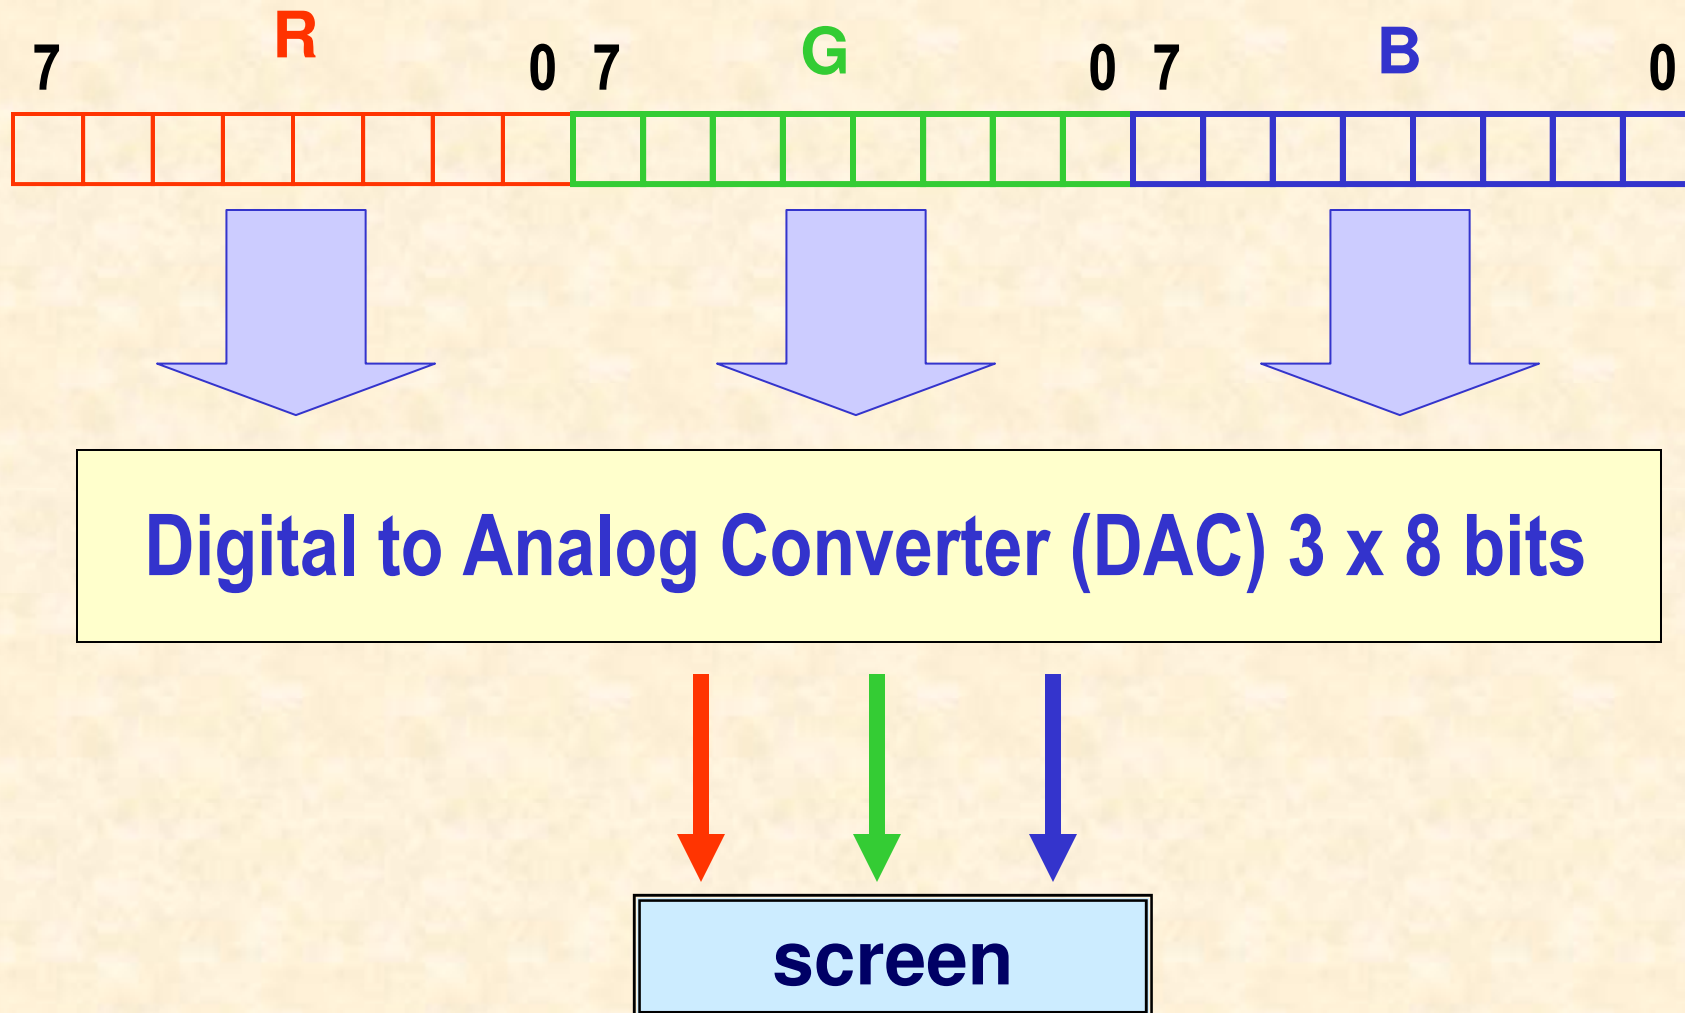 R G B
7 0 7 0 7 0
Digital to Analog Converter (DAC) 3 x 8 bits
screen